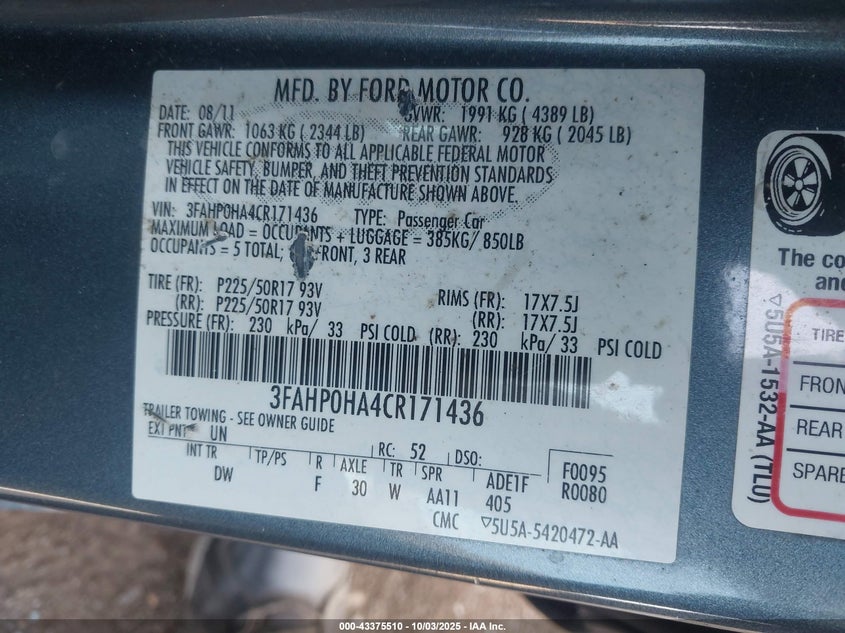 MFD. BY FORD MOTOR CO.
DATE: 08/11 GVWR: 1991 KG ( 4389 LB)
FRONT GAWR: 1063 KG ( 2344 LB) REAR GAWR: 928 KG ( 2045 LB)
THIS VEHICLE CONFORMS TO ALL APPLICABLE FEDERAL MOTOR
VEHICLE SAFETY, BUMPER, AND THEFT PREVENTION STANDARDS
IN EFFECT ON THE DATE OF MANUFACTURE SHOWN ABOVE.
VIN: 3FAHP0HA4CR171436 TYPE: Passenger Car
MAXIMUM LOAD = OCCUPANTS + LUGGAGE = 385KG/ 850LB
OCCUPANTS = 5 TOTAL; FRONT, 3 REAR
TIRE (FR): P225/50R17 93V RIMS (FR): 17X7.5J
(RR): P225/50R17 93V (RR): 17X7.5J
PRESSURE (FR): 230 kPa/ 33 PSI COLD (RR): 230 kPa/ 33 PSI COLD
3FAHP0HA4CR171436
TRAILER TOWING - SEE OWNER GUIDE
EXT PNT UN RC: 52 DSO:
INT TR TP/PS R AXLE TR SPR ADE1F F0095
DW F 30 W AA11 405 R0080
CMC ▽5U5A-5420472-AA
The co
and
TIRE
FRON
REAR
SPARE
▽5U5A-1532-AA (TLU)
000-43375510 - 10/03/2025 - IAA Inc.